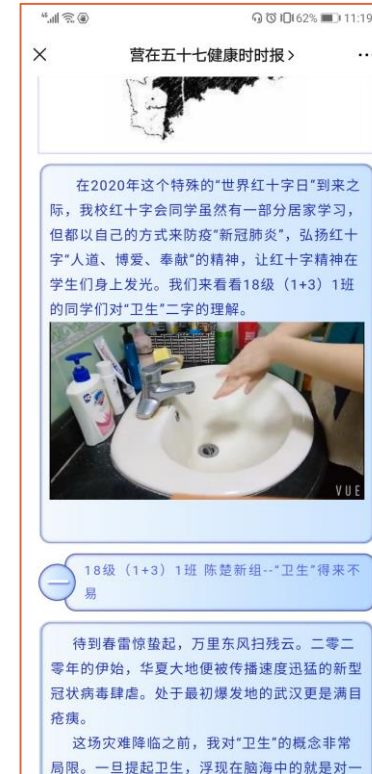 62% 11:19
营在五十七健康时时报
在2020年这个特殊的“世界红十字日”到来之
际，我校红十字会同学虽然有一部分居家学习，
但都以自己的方式来防疫“新冠肺炎”，弘扬红十
字“人道、博爱、奉献”的精神，让红十字精神在
学生们身上发光。我们来看看18级（1+3）1班
的同学们对“卫生”二字的理解。
VUE
一
18级（1+3）1班 陈楚新组--“卫生”得来不
易
待到春雷惊蛰起，万里东风扫残云。二零二
零年的伊始，华夏大地便被传播速度迅猛的新型
冠状病毒肆虐。处于最初爆发地的武汉更是满目
疮痍。
这场灾难降临之前，我对“卫生”的概念非常
局限。一旦提起卫生，浮现在脑海中的就是对一